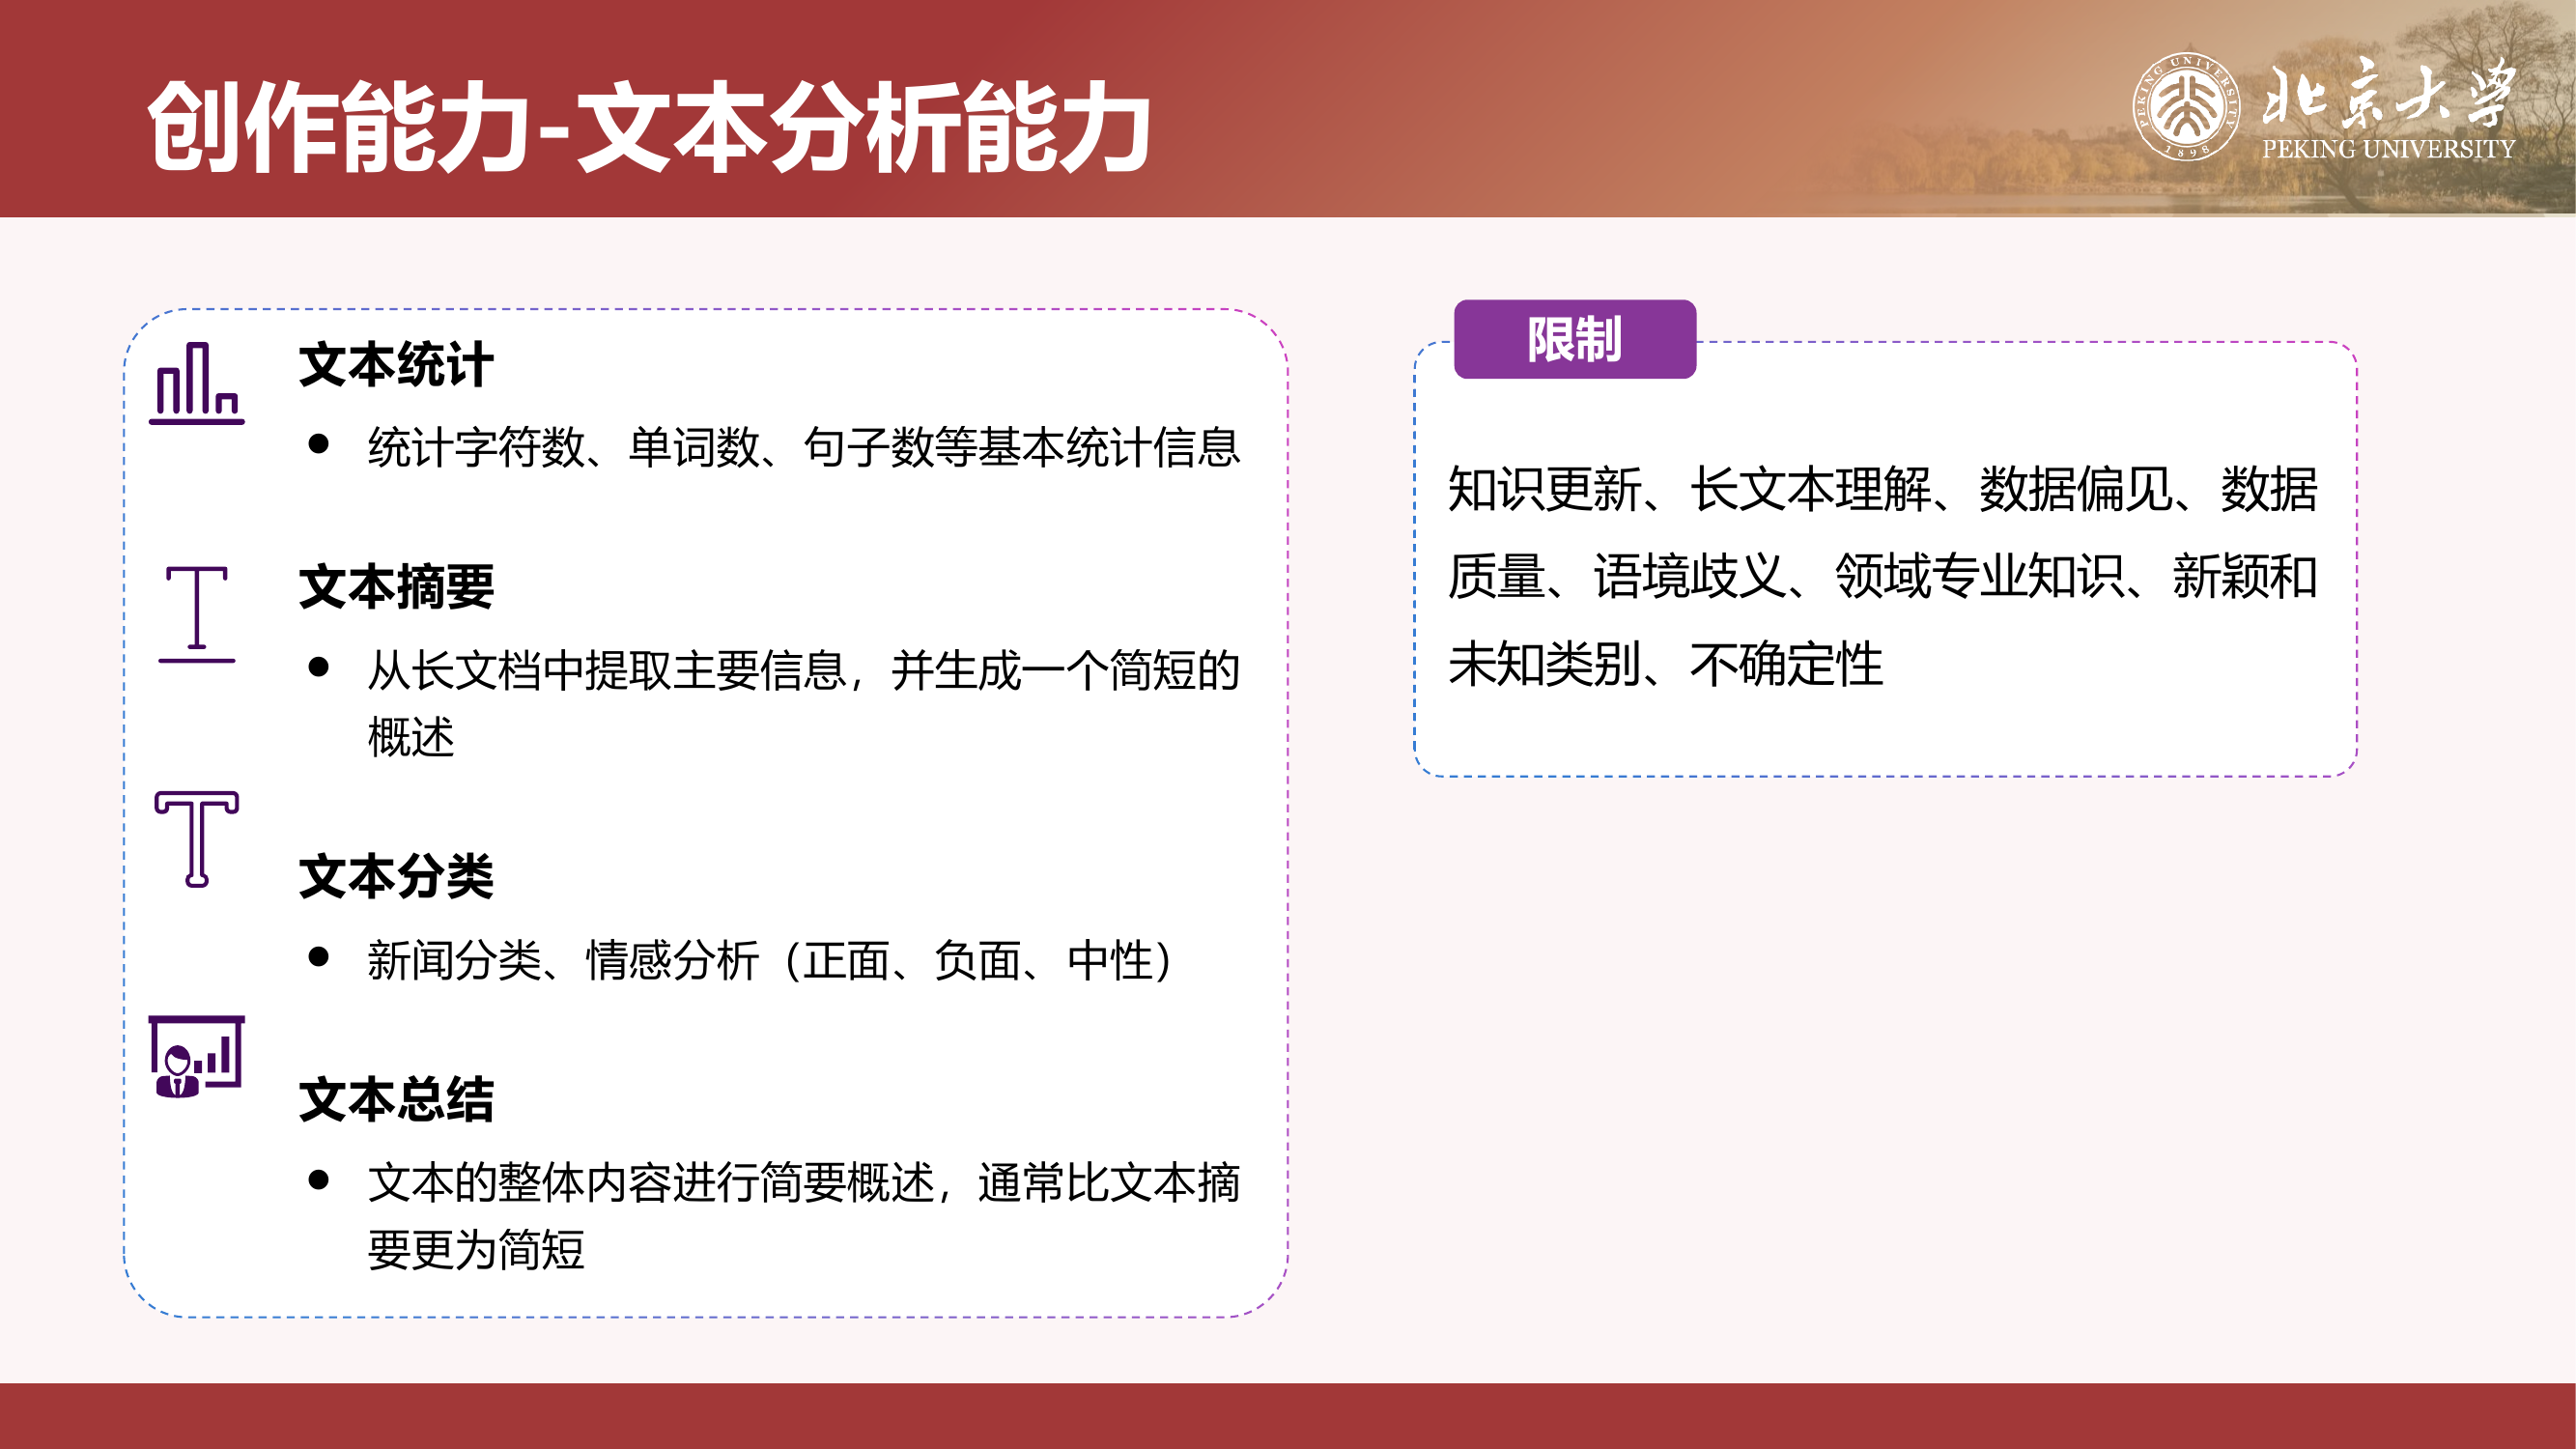 创作能力-文本分析能力
PEKING UNIVERSITY
1898
北京大学
PEKING UNIVERSITY
文本统计
● 统计字符数、单词数、句子数等基本统计信息
文本摘要
● 从长文档中提取主要信息，并生成一个简短的
概述
文本分类
● 新闻分类、情感分析（正面、负面、中性）
文本总结
● 文本的整体内容进行简要概述，通常比文本摘
要更为简短
限制
知识更新、长文本理解、数据偏见、数据
质量、语境歧义、领域专业知识、新颖和
未知类别、不确定性